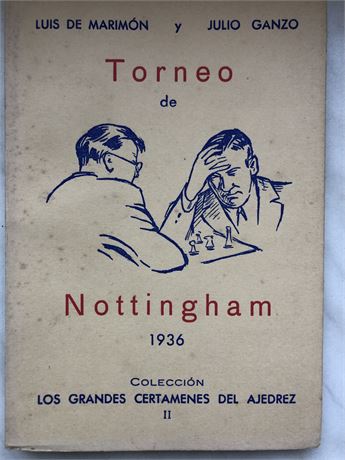 LUIS DE MARIMÓN y JULIO GANZO
Torneo
de
Nottingham
1936
COLECCIÓN
LOS GRANDES CERTAMENES DEL AJEDREZ
II